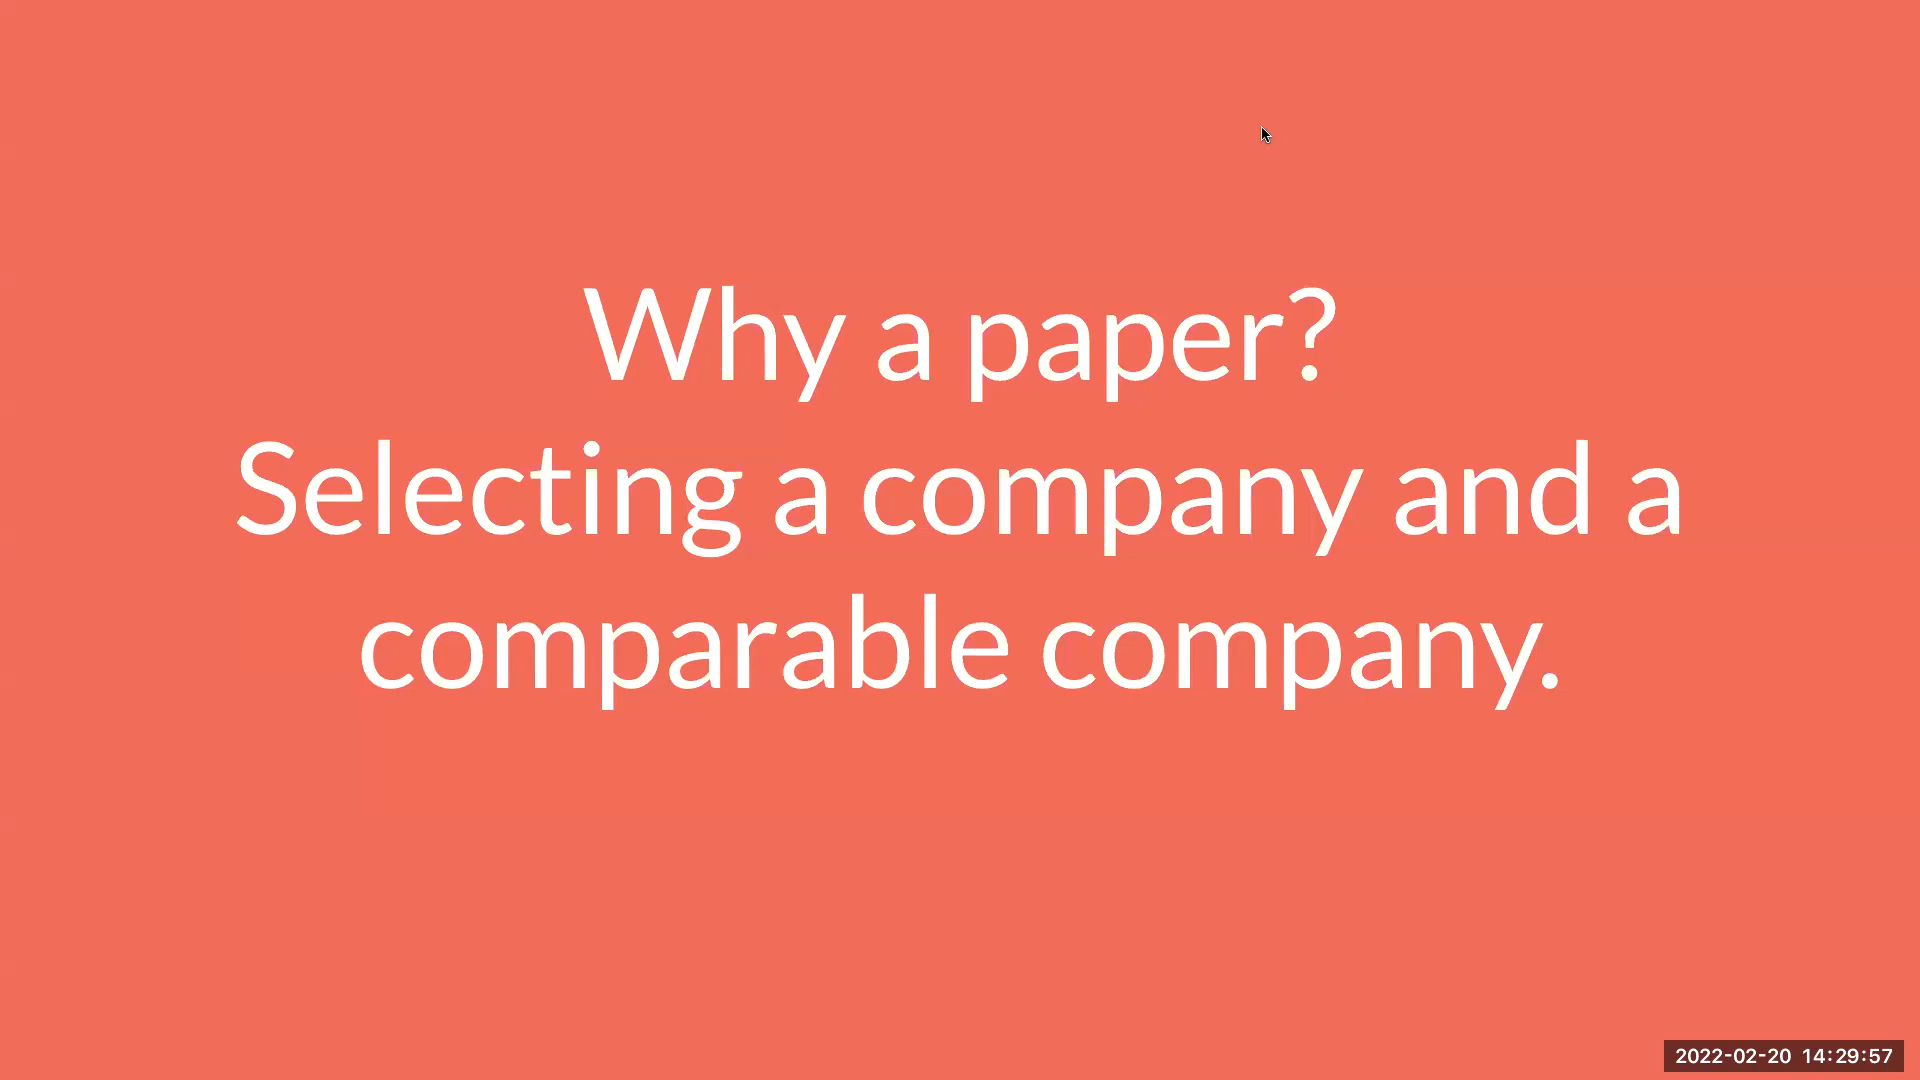 Why a paper?
Selecting a company and a
comparable company.
2022-02-20 14:29:57